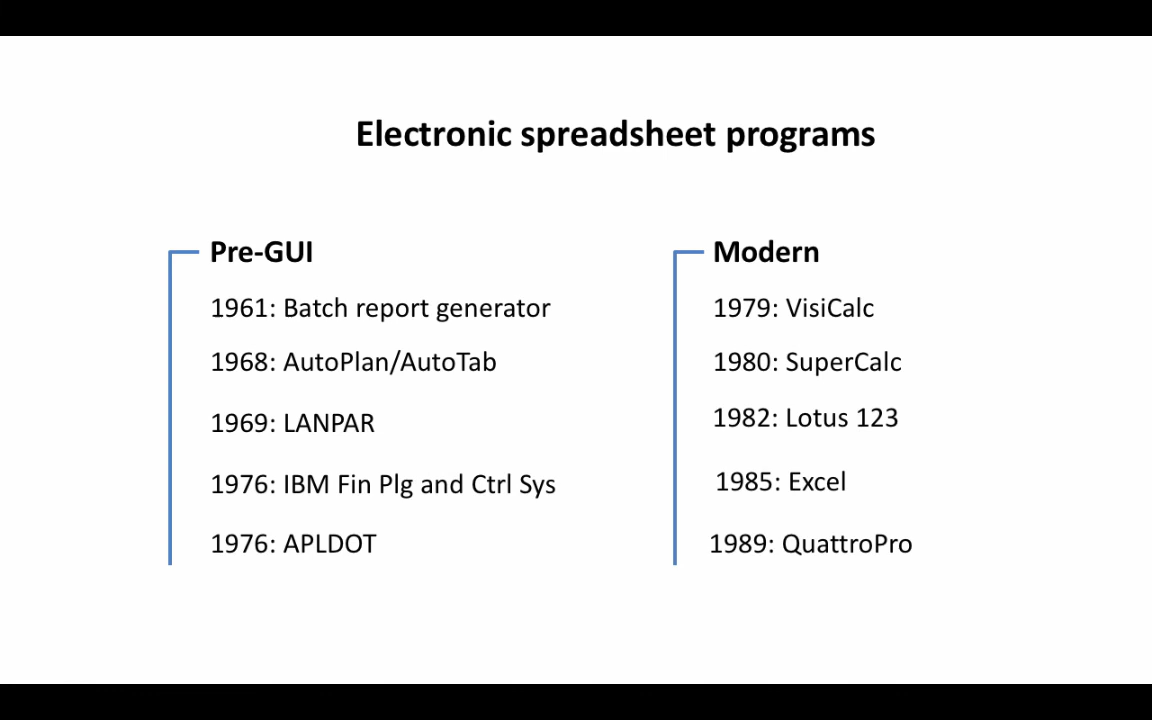 Electronic spreadsheet programs
Pre-GUI
1961: Batch report generator
1968: AutoPlan/AutoTab
1969: LANPAR
1976: IBM Fin Plg and Ctrl Sys
1976: APLDOT
Modern
1979: VisiCalc
1980: SuperCalc
1982: Lotus 123
1985: Excel
1989: QuattroPro